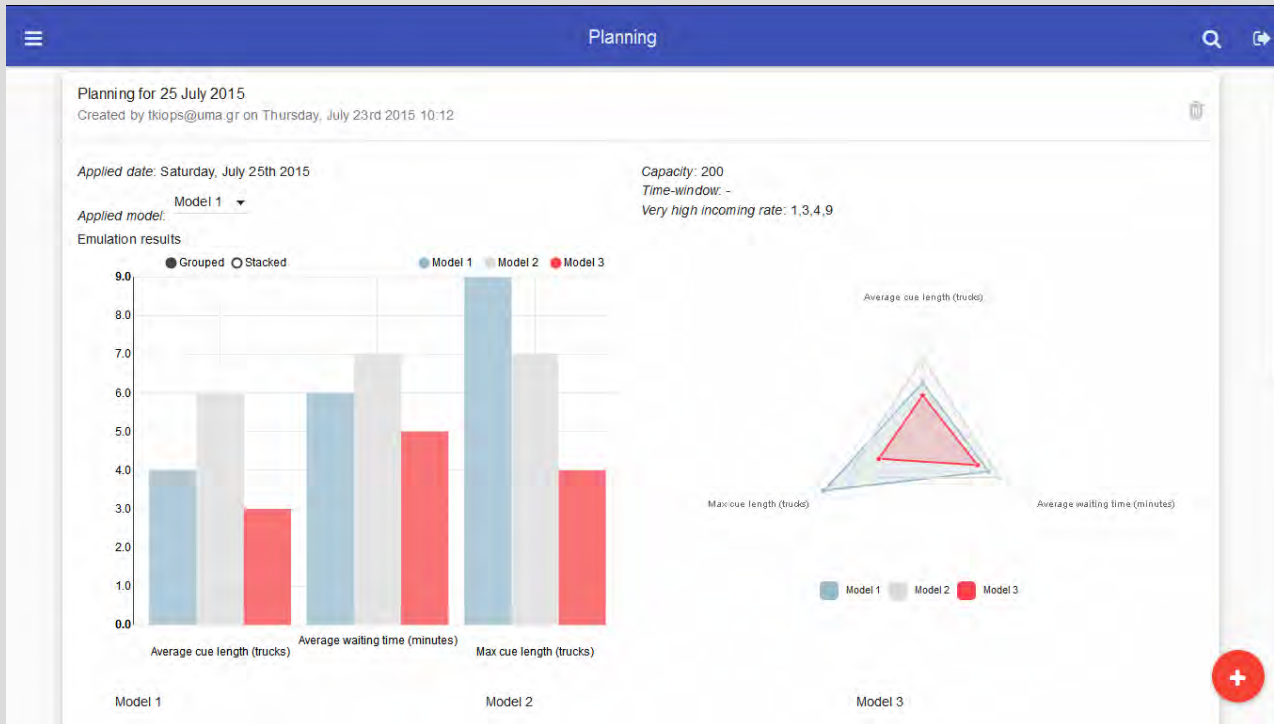 Planning
Planning for 25 July 2015
Created by tkiops@uma.gr on Thursday, July 23rd 2015 10:12
Applied date: Saturday, July 25th 2015
Applied model: Model 1
Capacity: 200
Time-window: -
Very high incoming rate: 1,3,4,9
Emulation results
Grouped Stacked
Model 1 Model 2 Model 3
9.0
8.0
7.0
6.0
5.0
4.0
3.0
2.0
1.0
0.0
Average cue length (trucks)
Average waiting time (minutes)
Max cue length (trucks)
Average cue length (trucks)
Max cue length (trucks)
Average waiting time (minutes)
Model 1 Model 2 Model 3
Model 1
Model 2
Model 3